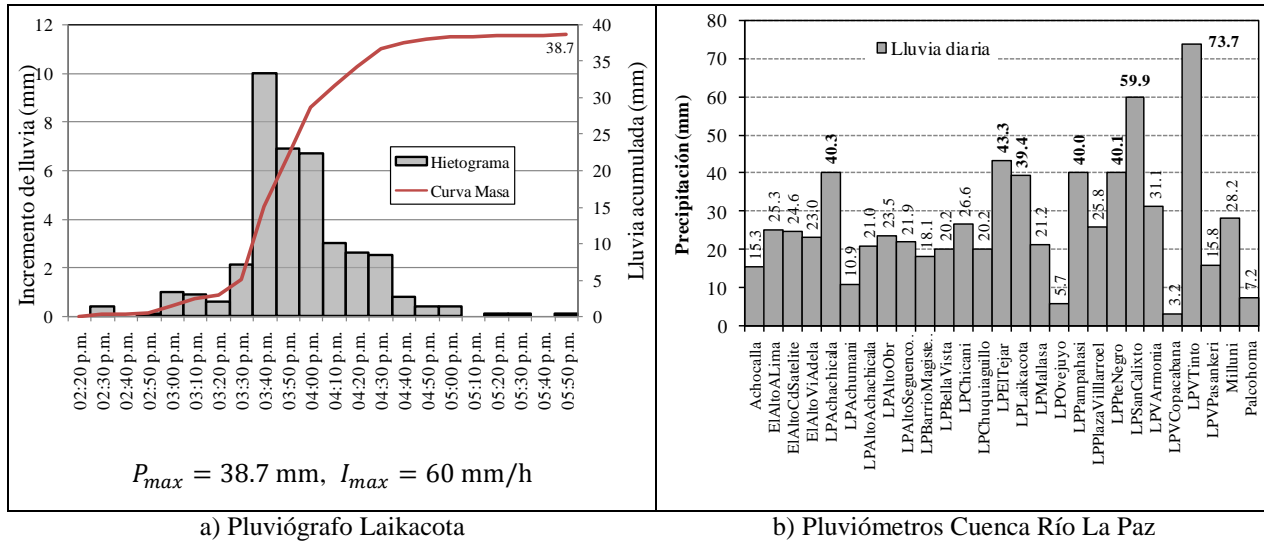 Incremento de lluvia (mm)
12
10
8
6
4
2
0
Hietograma
Curva Masa
38.7
40
35
30
25
20
15
10
5
0
Lluvia acumulada (mm)
02:20 p.m.
02:30 p.m.
02:40 p.m.
02:50 p.m.
03:00 p.m.
03:10 p.m.
03:20 p.m.
03:30 p.m.
03:40 p.m.
03:50 p.m.
04:00 p.m.
04:10 p.m.
04:20 p.m.
04:30 p.m.
04:40 p.m.
04:50 p.m.
05:00 p.m.
05:10 p.m.
05:20 p.m.
05:30 p.m.
05:40 p.m.
05:50 p.m.
P_max = 38.7 mm, I_max = 60 mm/h
a) Pluviógrafo Laikacota
Precipitación(mm)
80
70
60
50
40
30
20
10
0
Lluvia diaria
15.3
25.3
24.6
23.0
40.3
10.9
21.0
23.5
21.9
18.1
20.2
26.6
20.2
43.3
39.4
21.2
5.7
40.0
25.8
40.1
59.9
31.1
3.2
73.7
15.8
28.2
7.2
Achocalla
ElAltoALima
ElAltoCdSatelite
ElAltoViAdela
LPAchachicala
LPAchumani
LPAltoAchachicala
LPAltoObr
LPAltoSeguenco..
LPBarrioMagiste..
LPBellaVista
LPChicani
LPChuquiaguillo
LPElTejar
LPLaikacota
LPMallasa
LPOvejuyo
LPPampahasi
LPPlazaVilllarroel
LPPteNegro
LPSanCalixto
LPVArmonia
LPVCopacabana
LPVTinto
LPVPasankeri
Milluni
Palcohoma
b) Pluviómetros Cuenca Río La Paz